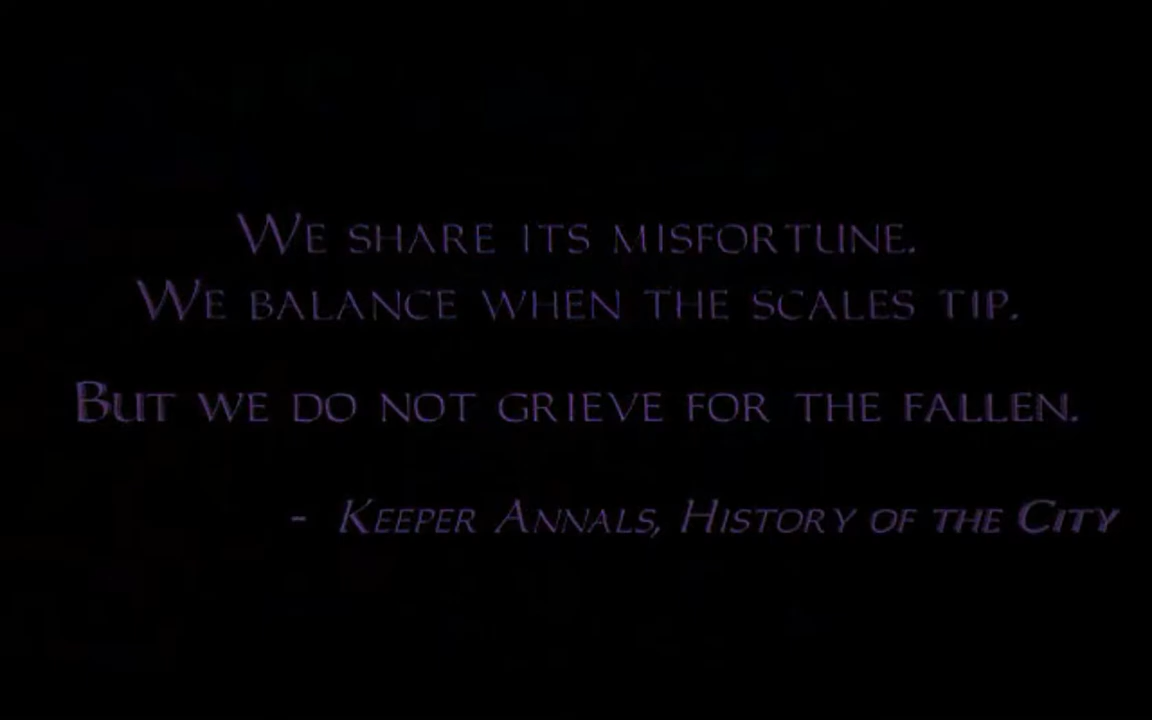 We share its misfortune.
We balance when the scales tip.
But we do not grieve for the fallen.
- Keeper Annals, History of the City